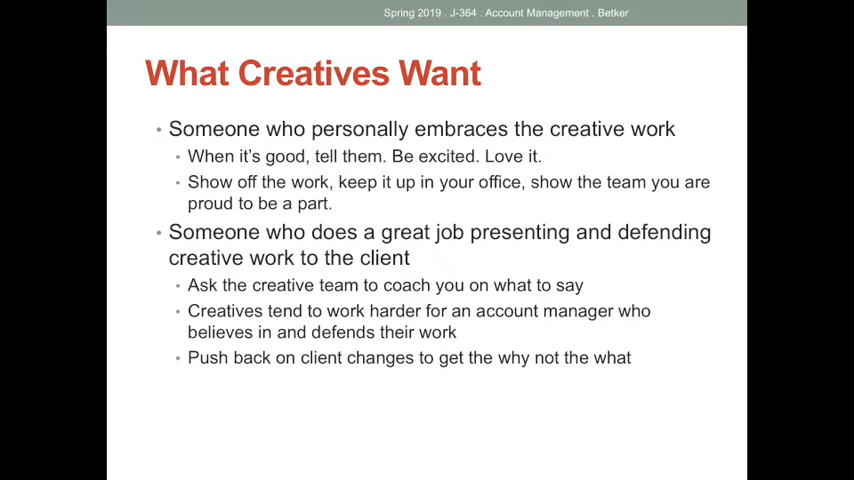 Spring 2019 . J-364 . Account Management . Betker
What Creatives Want
• Someone who personally embraces the creative work
• When it's good, tell them. Be excited. Love it.
• Show off the work, keep it up in your office, show the team you are
proud to be a part.
• Someone who does a great job presenting and defending
creative work to the client
• Ask the creative team to coach you on what to say
• Creatives tend to work harder for an account manager who
believes in and defends their work
• Push back on client changes to get the why not the what